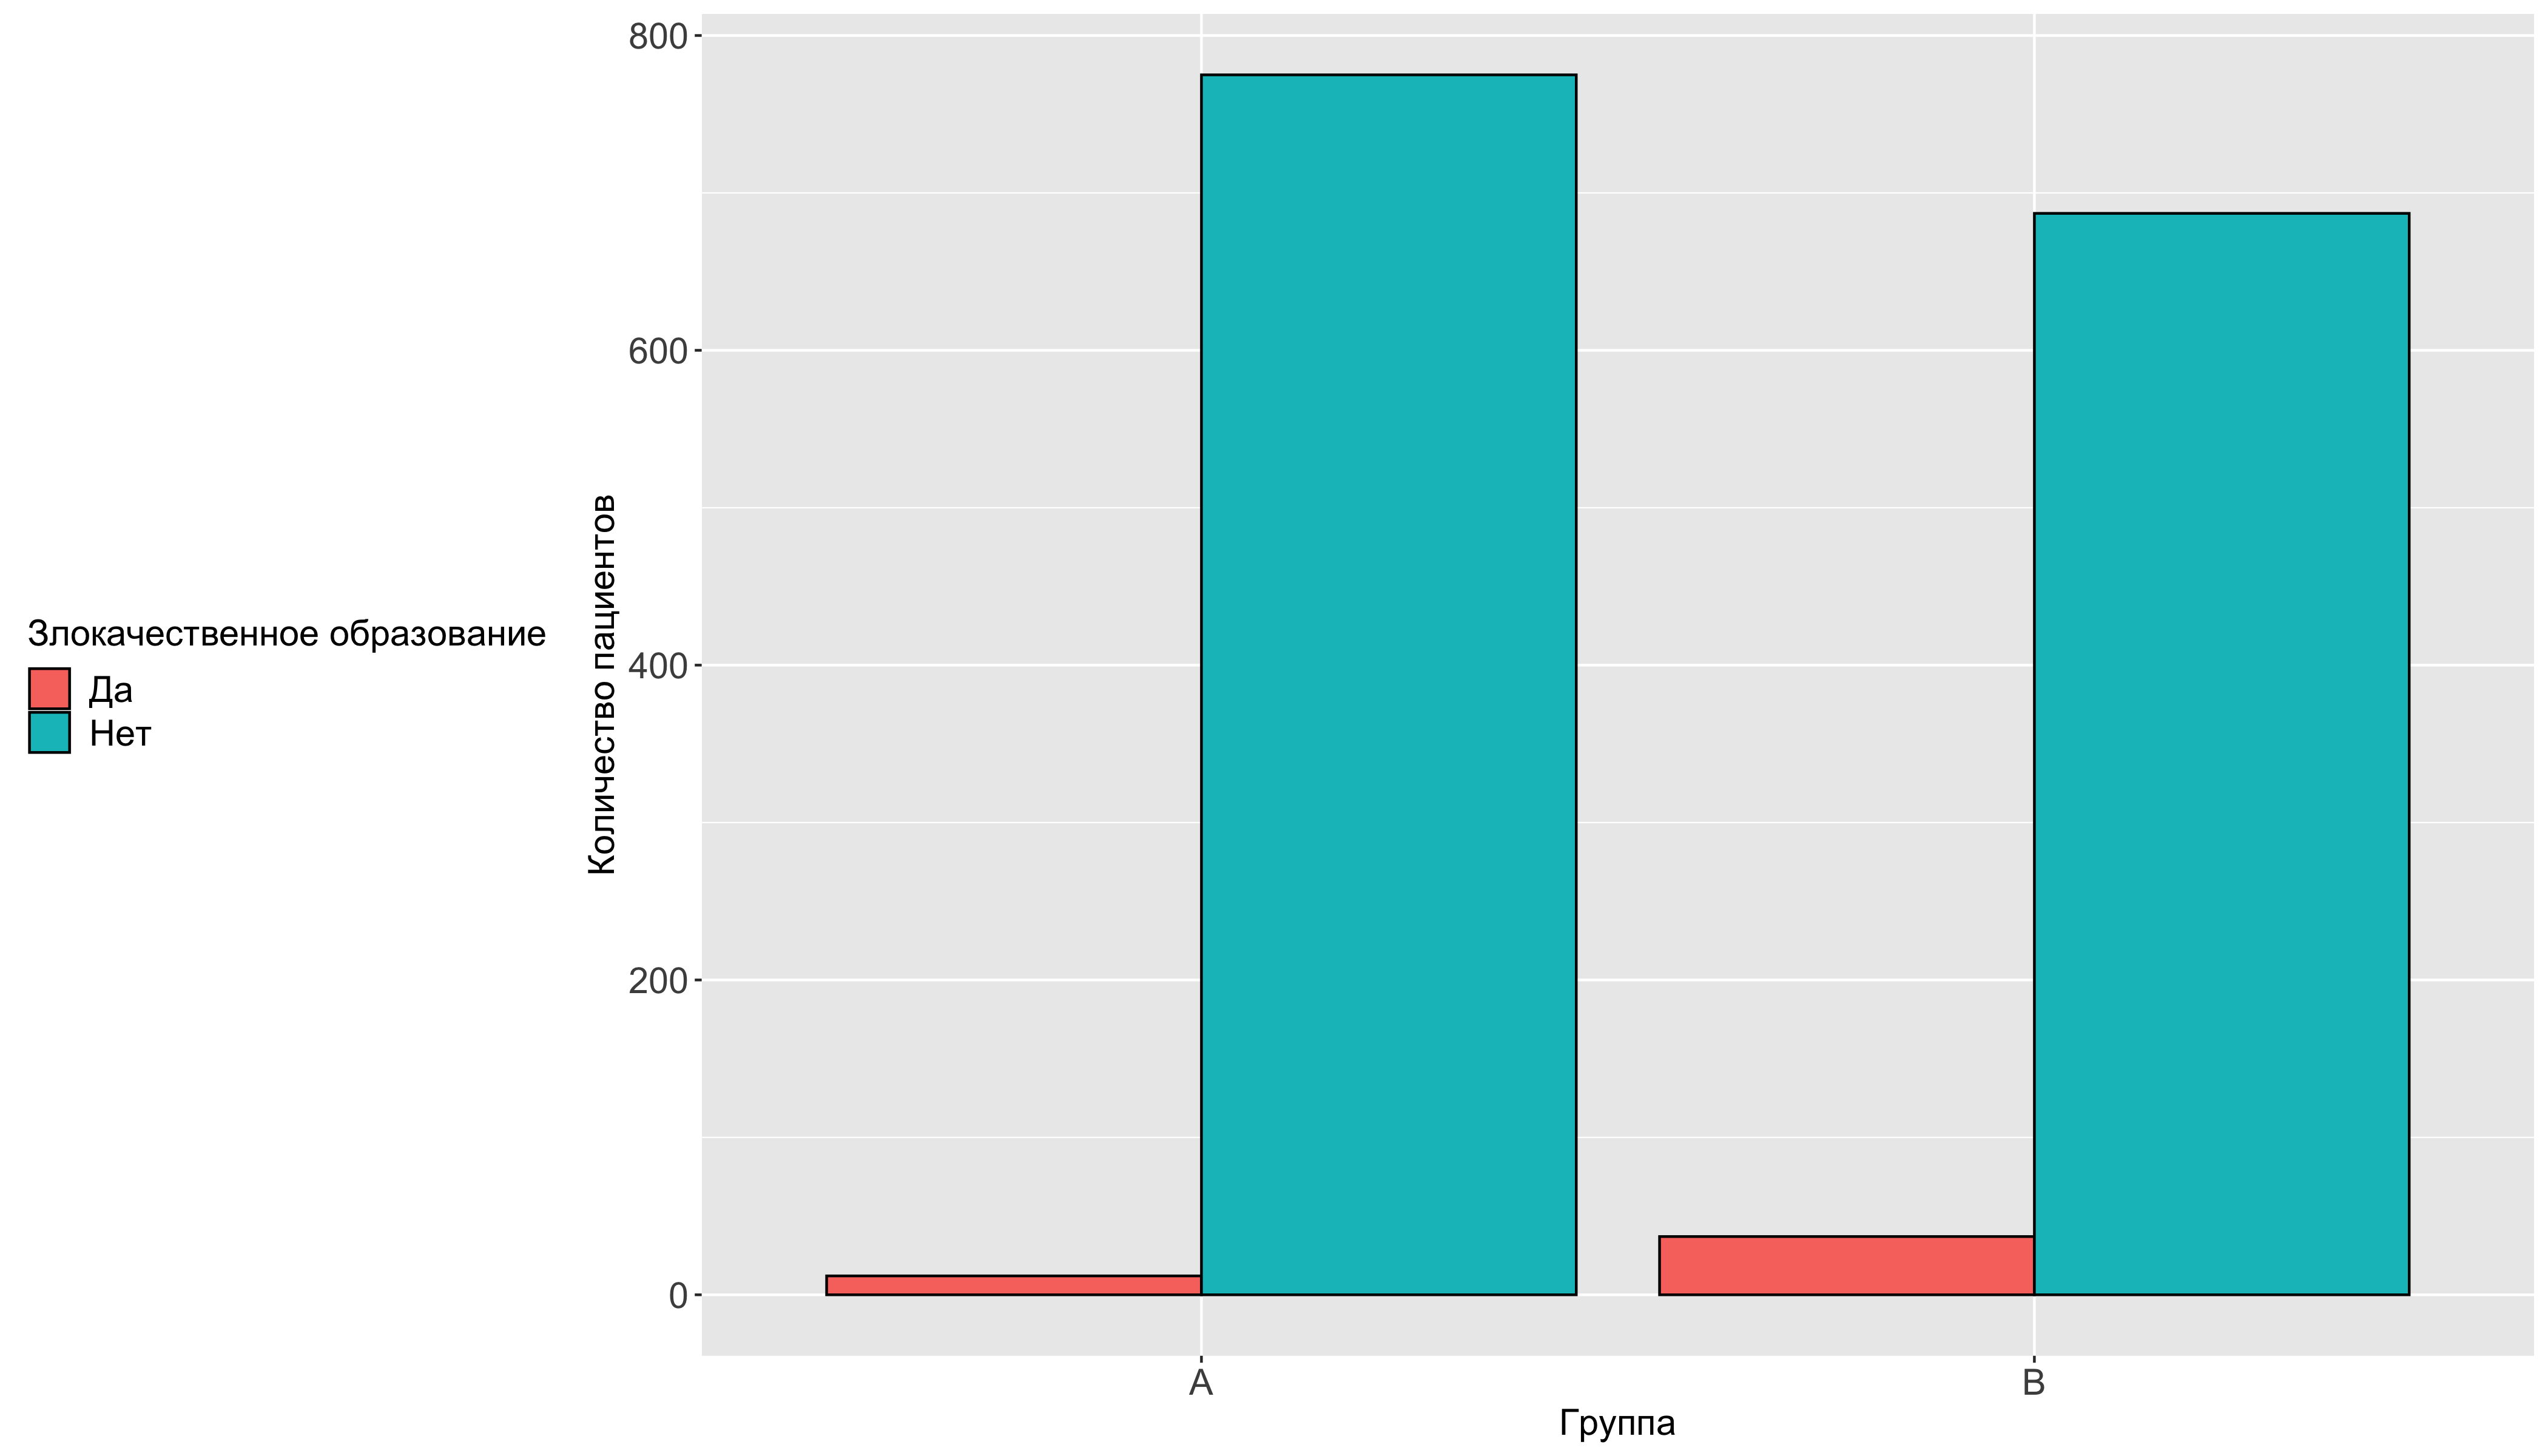 Злокачественное образование
Да
Нет
Количество пациентов
800
600
400
200
0
A
B
Группа